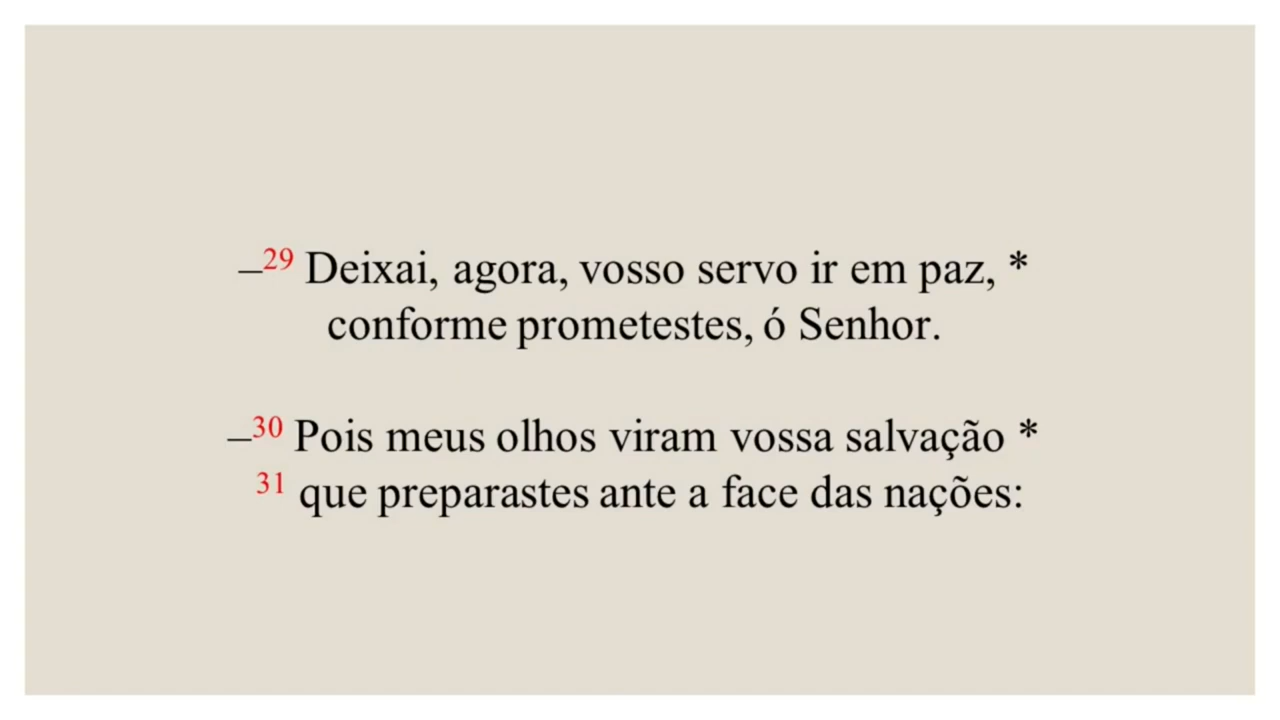 –29 Deixai, agora, vosso servo ir em paz, *
conforme prometestes, ó Senhor.
–30 Pois meus olhos viram vossa salvação *
31 que preparastes ante a face das nações: